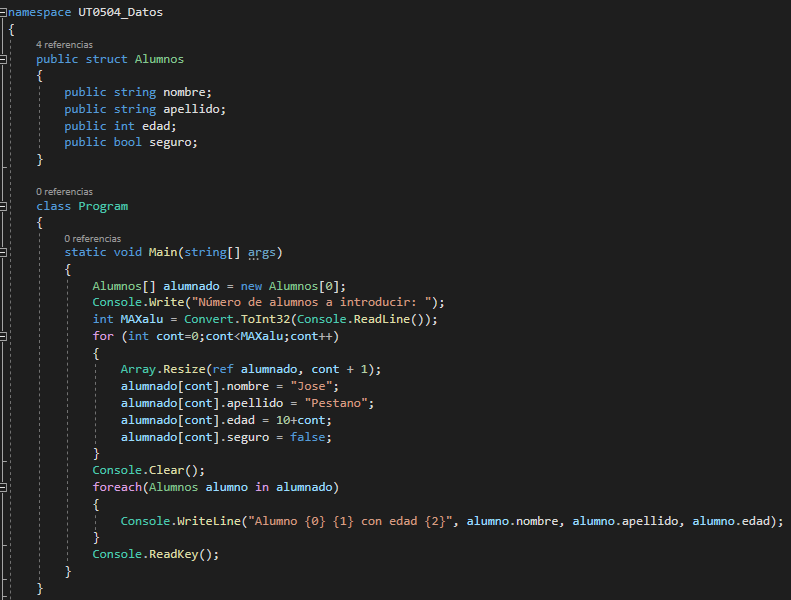 namespace UT0504_Datos
{
4 referencias
public struct Alumnos
{
public string nombre;
public string apellido;
public int edad;
public bool seguro;
}
0 referencias
class Program
{
0 referencias
static void Main(string[] args)
{
Alumnos[] alumnado = new Alumnos[0];
Console.Write("Número de alumnos a introducir: ");
int MAXalu = Convert.ToInt32(Console.ReadLine());
for (int cont=0;cont<MAXalu;cont++)
{
Array.Resize(ref alumnado, cont + 1);
alumnado[cont].nombre = "Jose";
alumnado[cont].apellido = "Pestano";
alumnado[cont].edad = 10+cont;
alumnado[cont].seguro = false;
}
Console.Clear();
foreach(Alumnos alumno in alumnado)
{
Console.WriteLine("Alumno {0} {1} con edad {2}", alumno.nombre, alumno.apellido, alumno.edad);
}
Console.ReadKey();
}
}